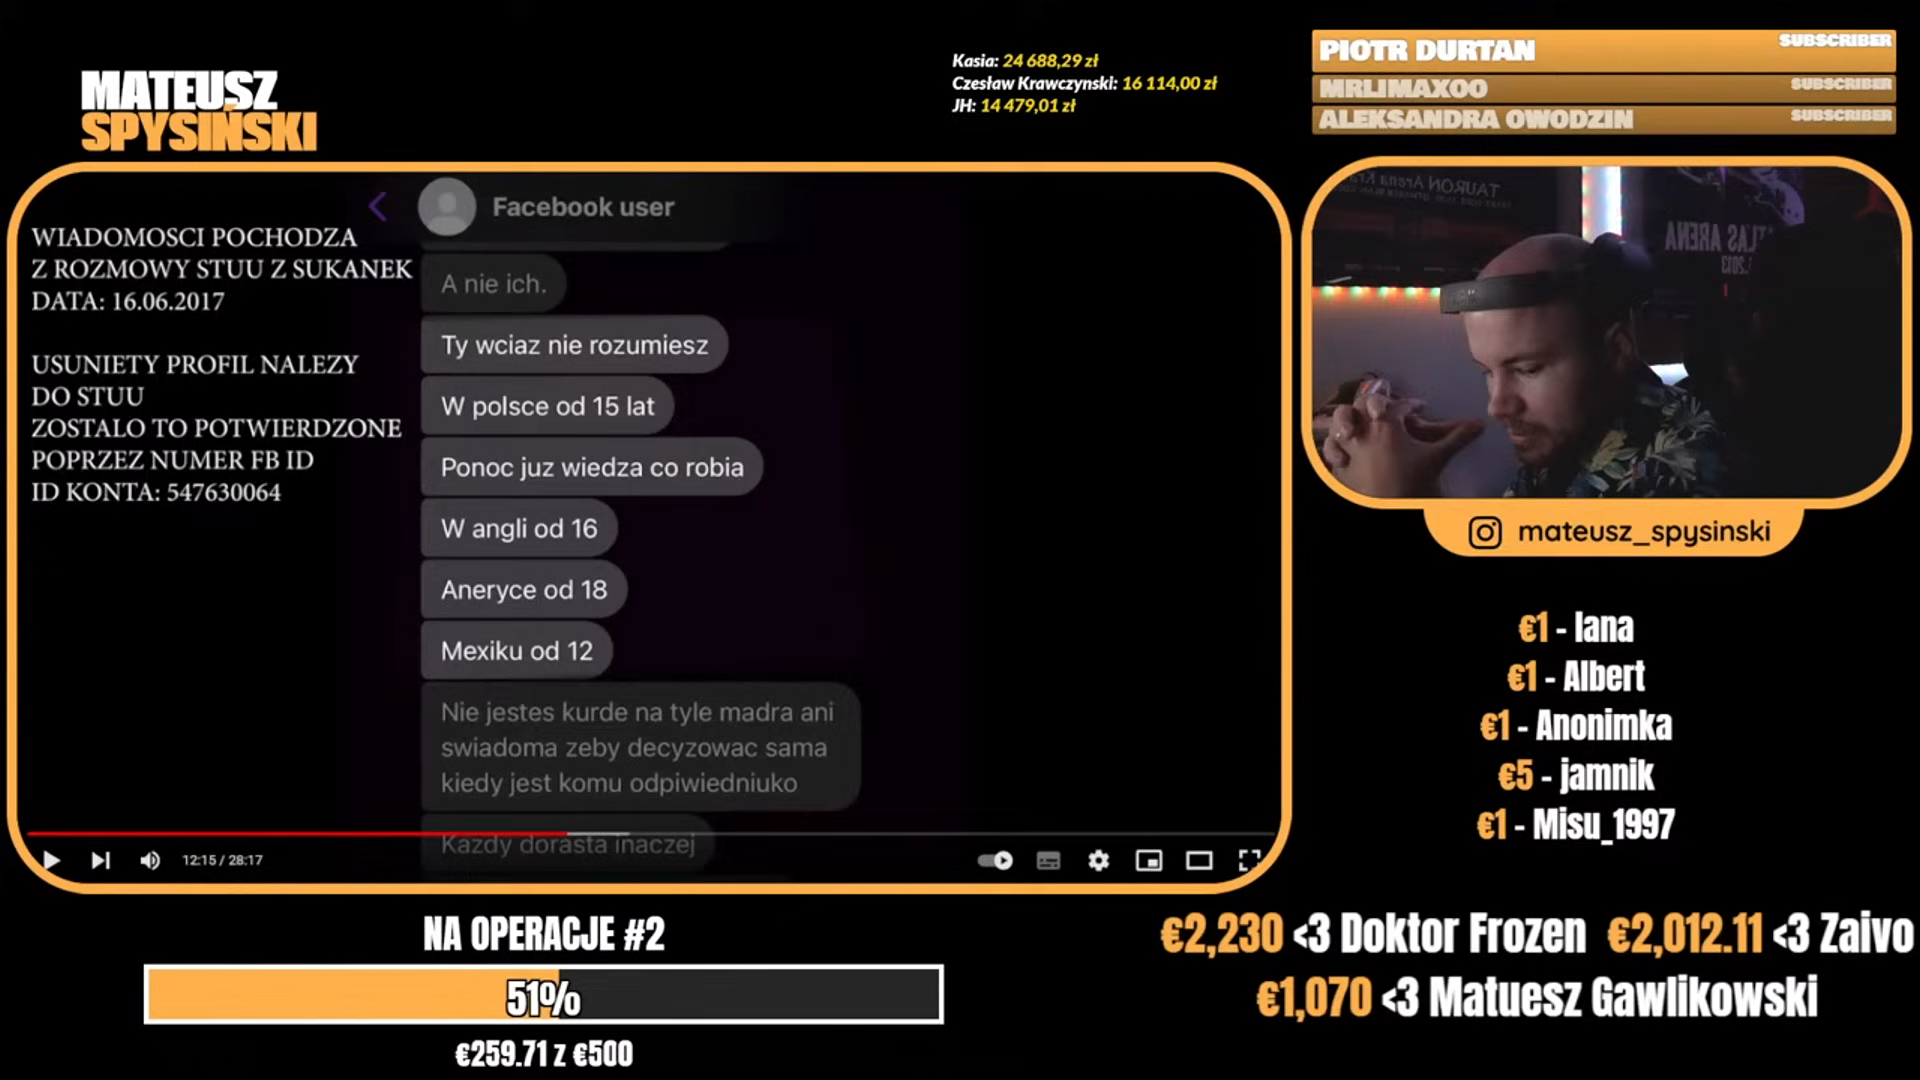 MATEUSZ
SPYSIŃSKI
Kasia: 24 688,29 zł
Czesław Krawczynski: 16 114,00 zł
JH: 14 479,01 zł
PIOTR DURTAN SUBSCRIBER
MRLIMAXOO SUBSCRIBER
ALEKSANDRA OWODZIN SUBSCRIBER
WIADOMOSCI POCHODZA
Z ROZMOWY STUU Z SUKANEK
DATA: 16.06.2017
USUNIETY PROFIL NALEZY
DO STUU
ZOSTALO TO POTWIERDZONE
POPRZEZ NUMER FB ID
ID KONTA: 547630064
Facebook user
A nie ich.
Ty wciaz nie rozumiesz
W polsce od 15 lat
Ponoc juz wiedza co robia
W angli od 16
Aneryce od 18
Mexiku od 12
Nie jestes kurde na tyle madra ani
swiadoma zeby decyzowac sama
kiedy jest komu odpiwiedniuko
Kazdy dorasta inaczej
12:15 / 28:17
TAURON Arena
ATLAS ARENA
mateusz_spysinski
€1 - lana
€1 - Albert
€1 - Anonimka
€5 - jamnik
€1 - Misu_1997
NA OPERACJE #2
51%
€259.71 z €500
€2,230 <3 Doktor Frozen €2,012.11 <3 Zaivo
€1,070 <3 Matuesz Gawlikowski